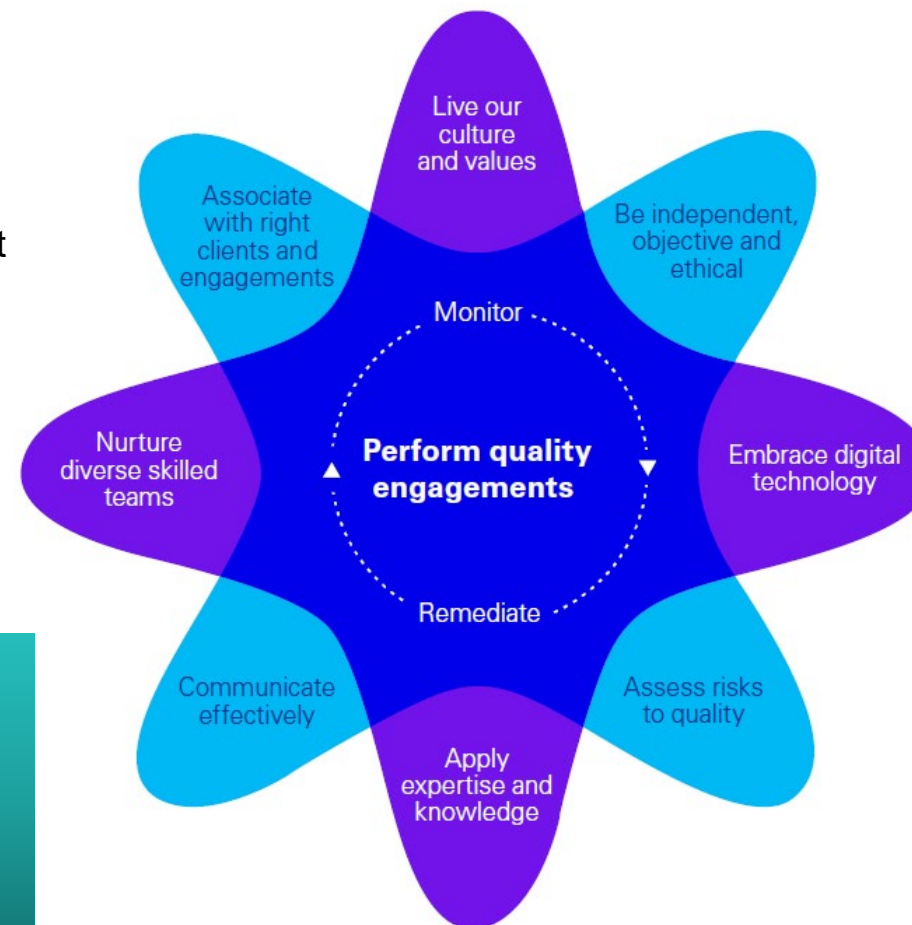 Live our
culture
and values
Associate
with right
clients and
engagements
Be independent,
objective and
ethical
t
Monitor
Nurture
diverse skilled
teams
Perform quality
engagements
Embrace digital
technology
Remediate
Communicate
effectively
Assess risks
to quality
Apply
expertise and
knowledge